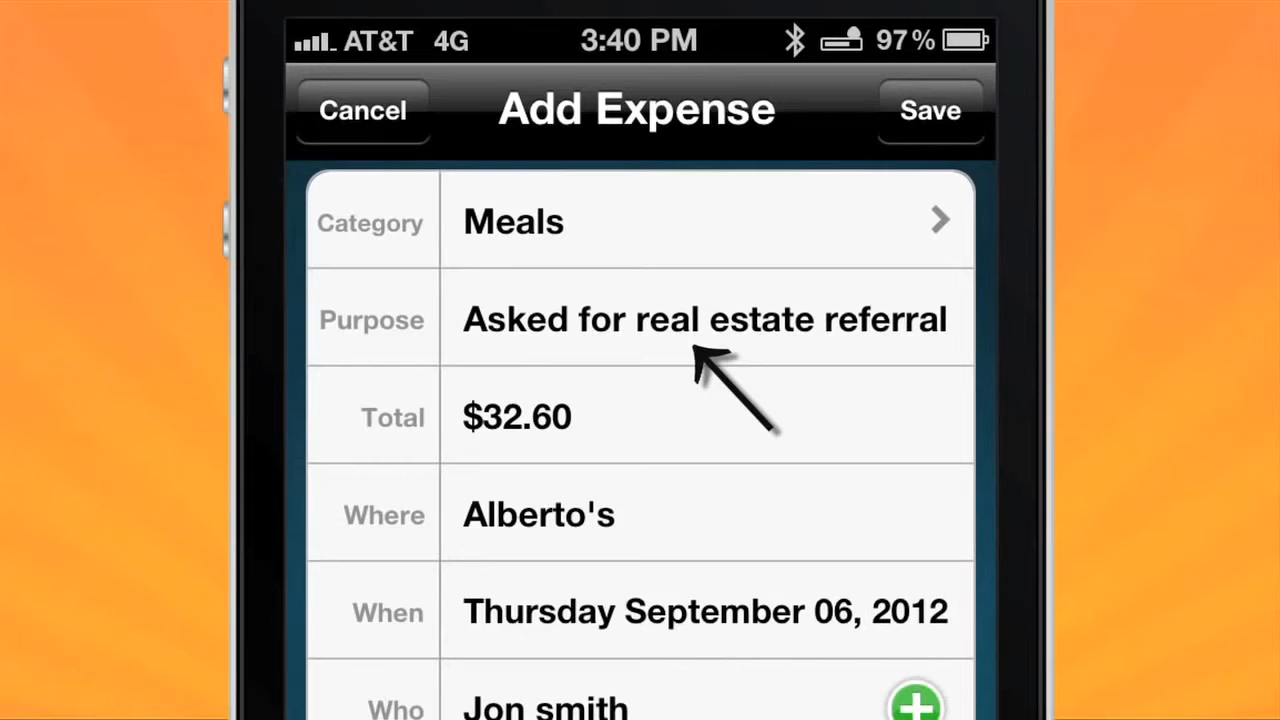 AT&T 4G 3:40 PM 97%
Cancel Add Expense Save
Category Meals
Purpose Asked for real estate referral
Total $32.60
Where Alberto's
When Thursday September 06, 2012
Who Jon smith